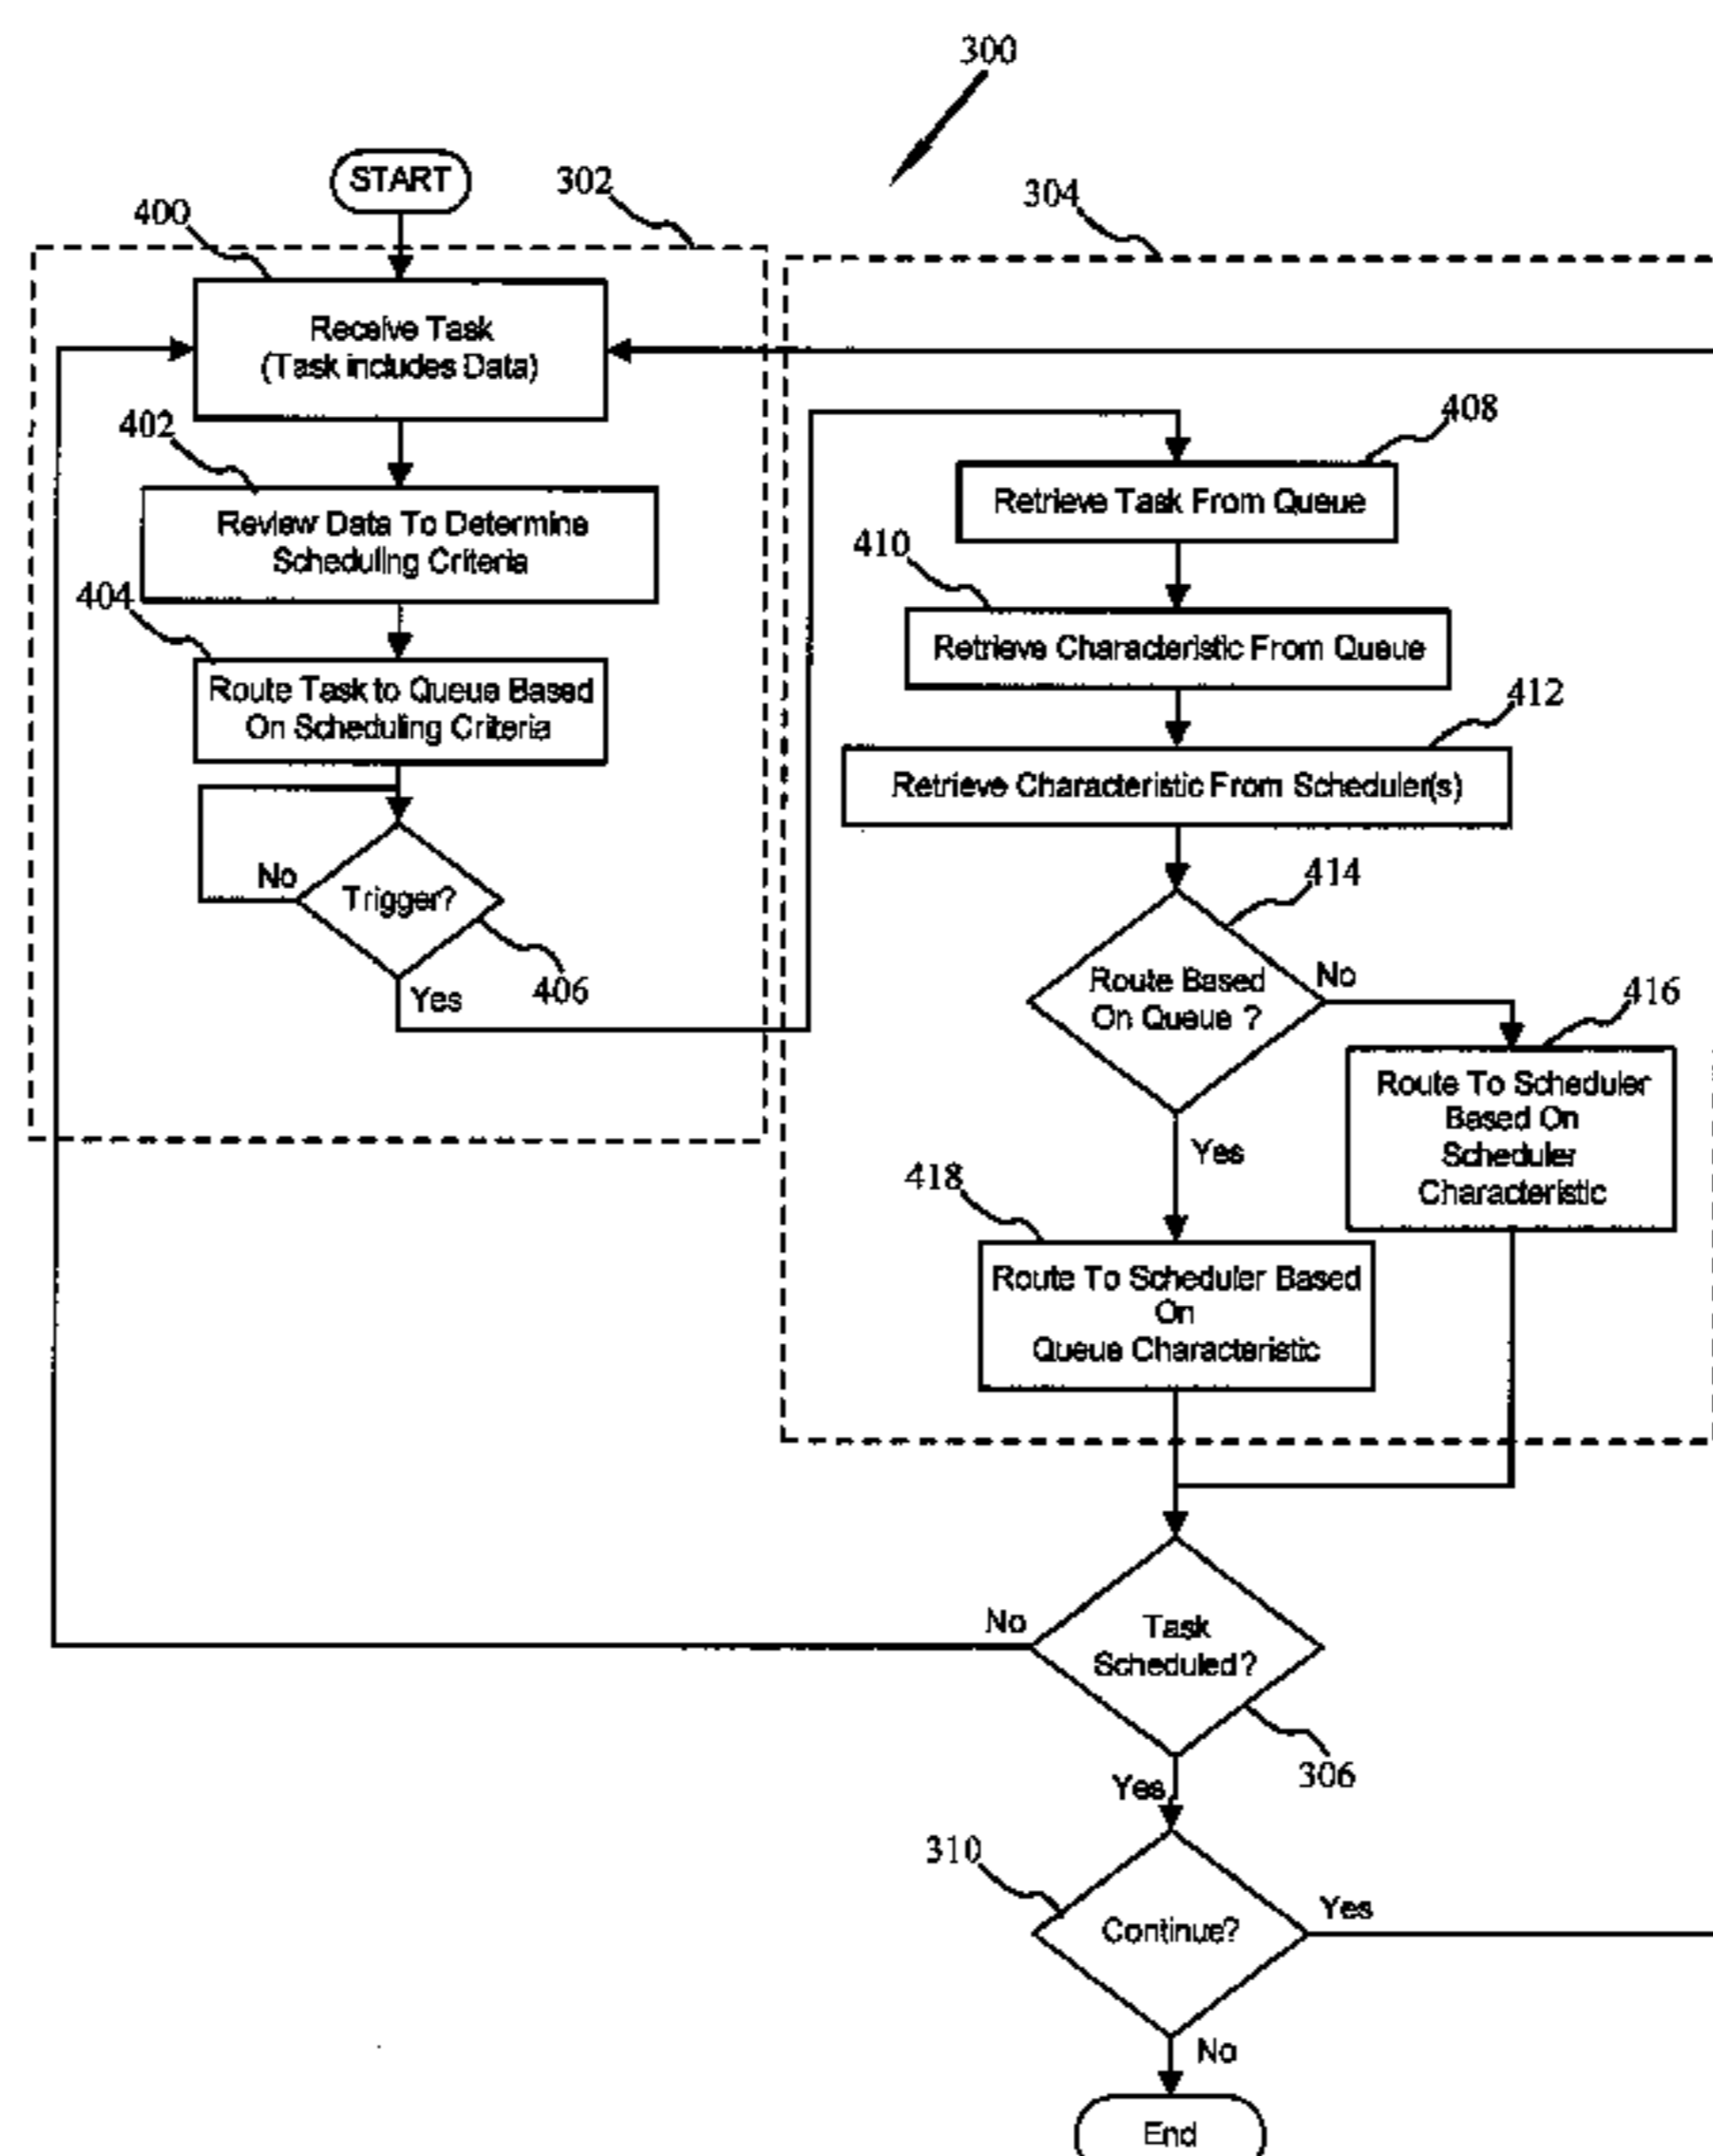 300
START
302
304
400
Receive Task
(Task includes Data)
402
408
Review Data To Determine
Scheduling Criteria
Retrieve Task From Queue
410
404
Retrieve Characteristic From Queue
Route Task to Queue Based
On Scheduling Criteria
412
Retrieve Characteristic From Scheduler(s)
No
Trigger?
414
406
Yes
Route Based
On Queue ?
No
416
Route To Scheduler
Based On
Scheduler
Characteristic
Yes
418
Route To Scheduler Based
On
Queue Characteristic
No
Task
Scheduled?
306
Yes
310
Continue?
Yes
No
End